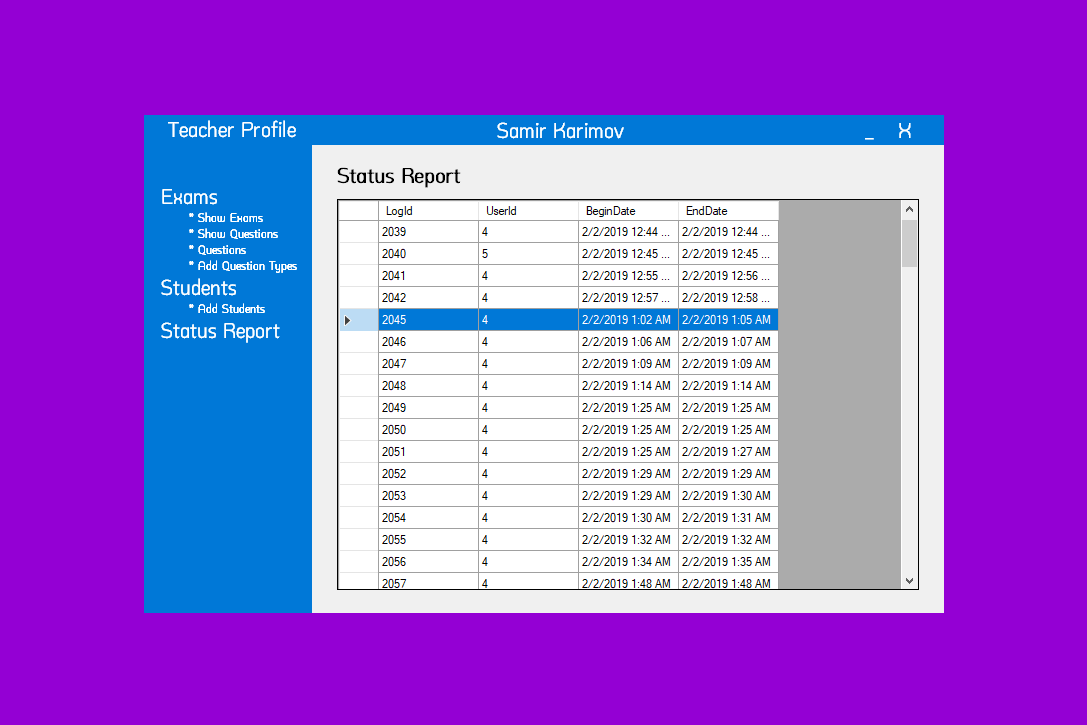 Teacher Profile
Samir Karimov
_ X
Exams
* Show Exams
* Show Questions
* Questions
* Add Question Types
Students
* Add Students
Status Report
Status Report
LogId UserId BeginDate EndDate
2039 4 2/2/2019 12:44 ... 2/2/2019 12:44 ...
2040 5 2/2/2019 12:45 ... 2/2/2019 12:45 ...
2041 4 2/2/2019 12:55 ... 2/2/2019 12:56 ...
2042 4 2/2/2019 12:57 ... 2/2/2019 12:58 ...
2045 4 2/2/2019 1:02 AM 2/2/2019 1:05 AM
2046 4 2/2/2019 1:06 AM 2/2/2019 1:07 AM
2047 4 2/2/2019 1:09 AM 2/2/2019 1:09 AM
2048 4 2/2/2019 1:14 AM 2/2/2019 1:14 AM
2049 4 2/2/2019 1:25 AM 2/2/2019 1:25 AM
2050 4 2/2/2019 1:25 AM 2/2/2019 1:25 AM
2051 4 2/2/2019 1:25 AM 2/2/2019 1:27 AM
2052 4 2/2/2019 1:29 AM 2/2/2019 1:29 AM
2053 4 2/2/2019 1:29 AM 2/2/2019 1:30 AM
2054 4 2/2/2019 1:30 AM 2/2/2019 1:31 AM
2055 4 2/2/2019 1:32 AM 2/2/2019 1:32 AM
2056 4 2/2/2019 1:34 AM 2/2/2019 1:35 AM
2057 4 2/2/2019 1:48 AM 2/2/2019 1:48 AM